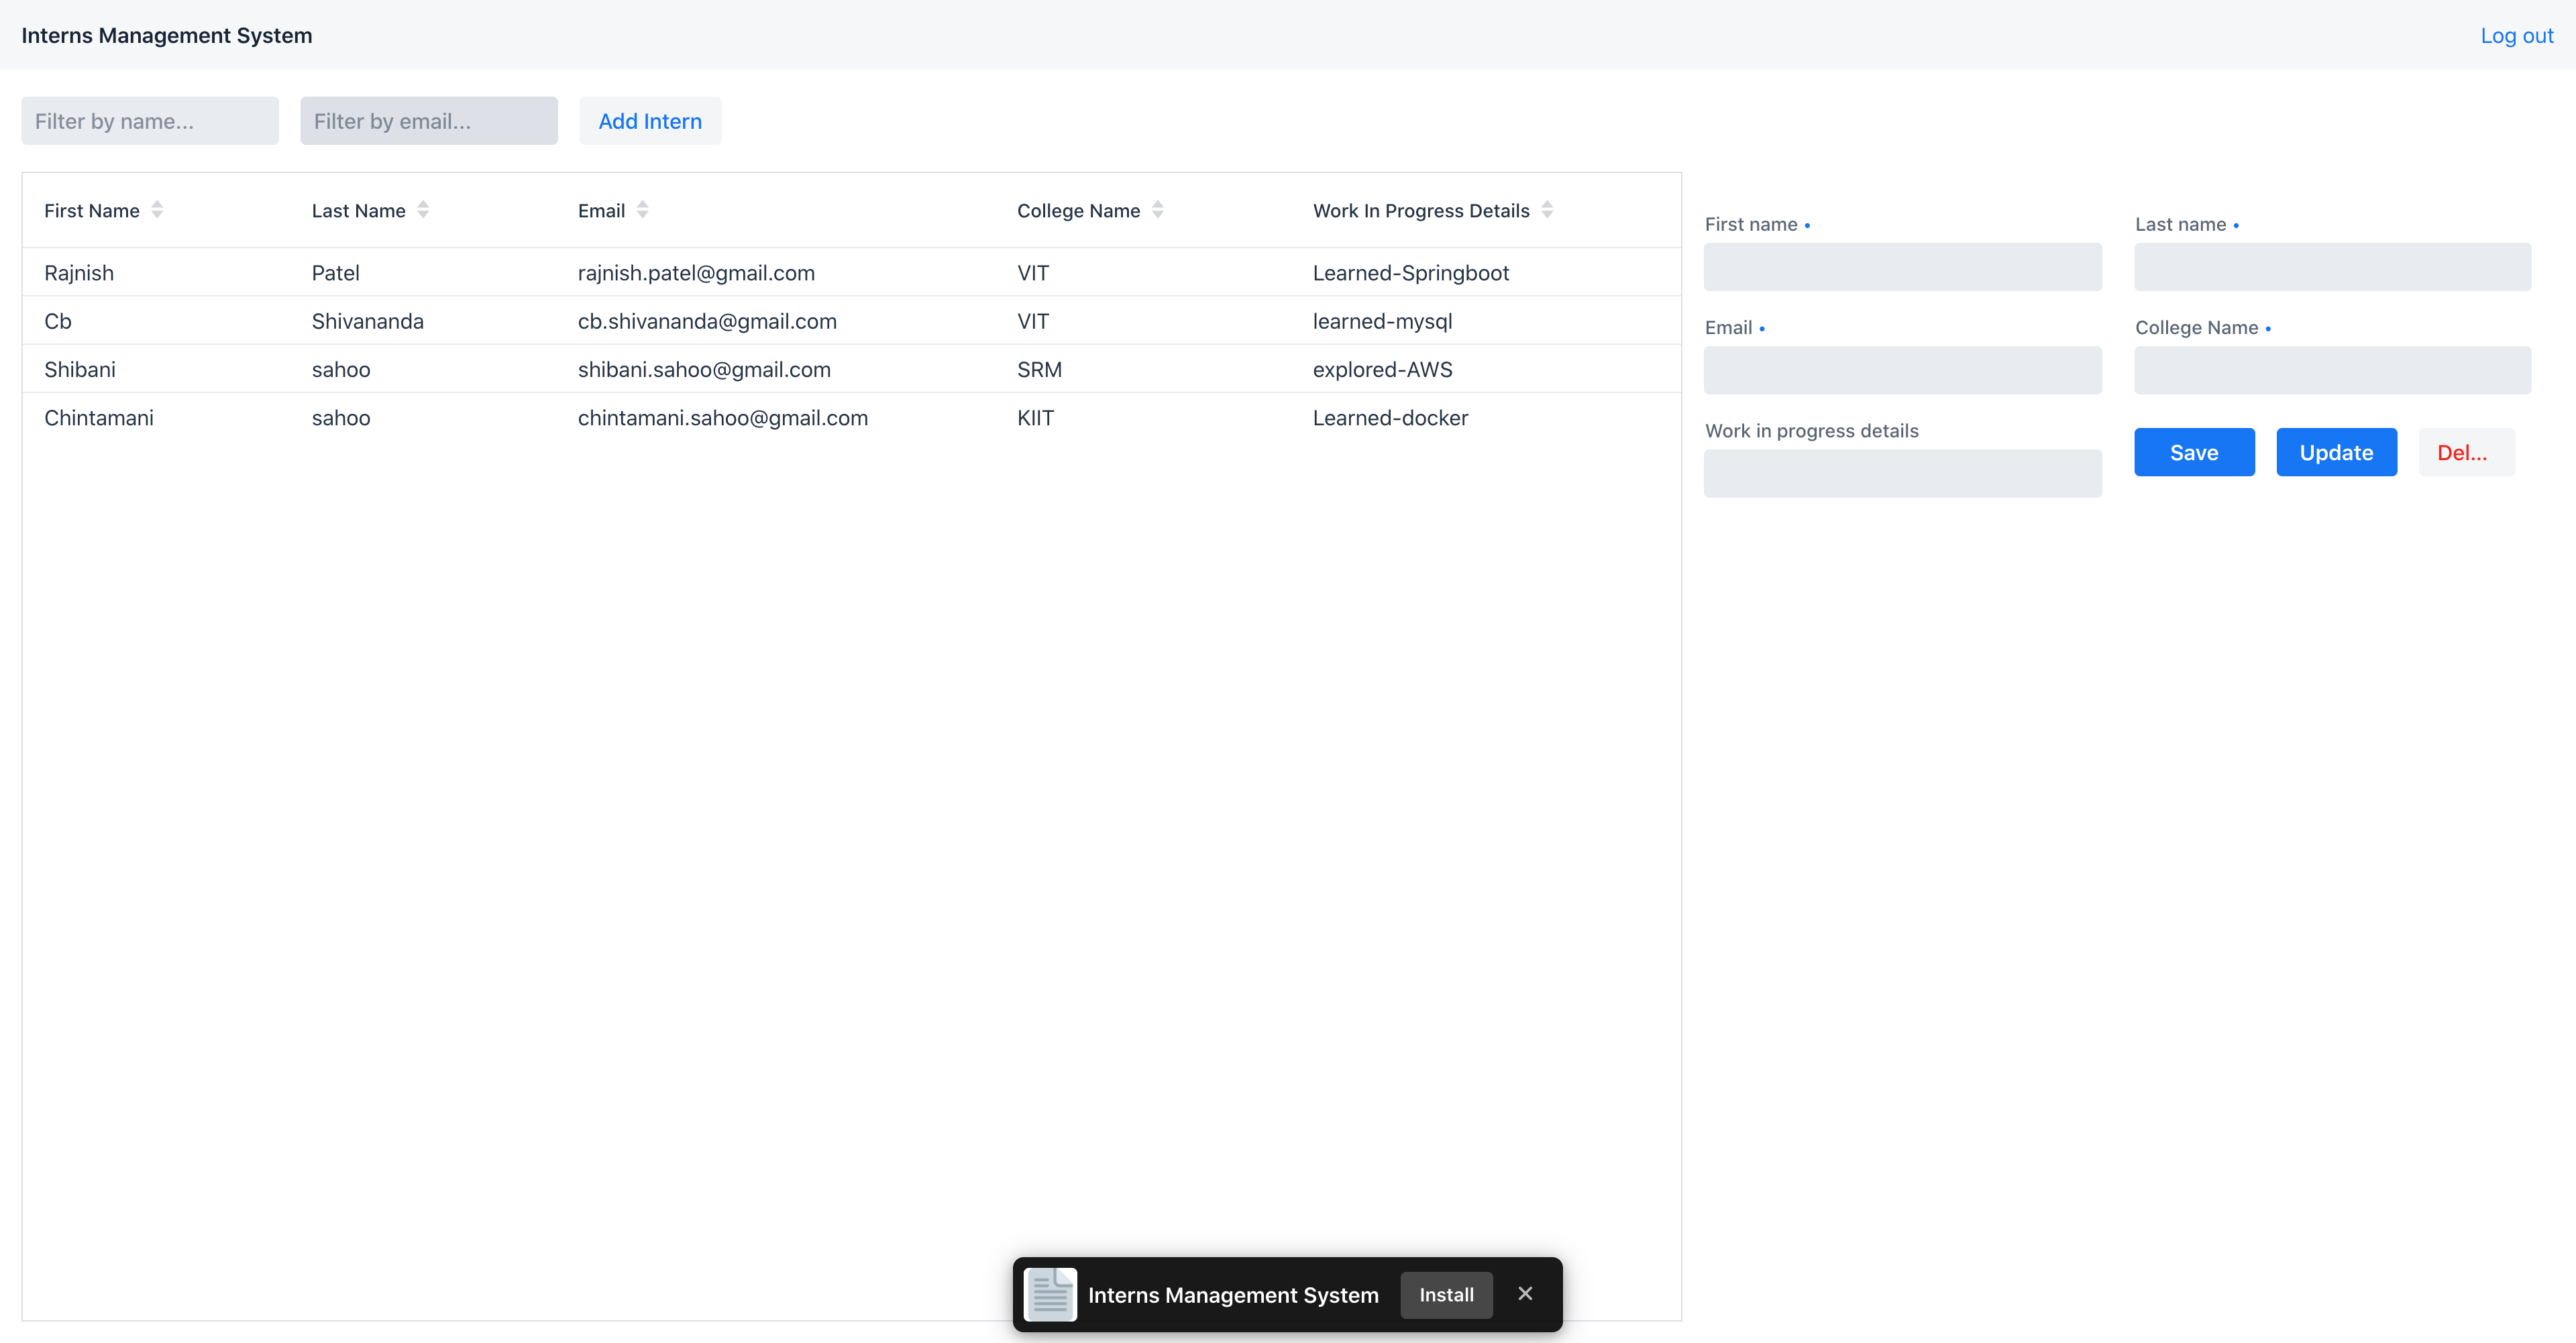 Interns Management System
Log out
Filter by name...
Filter by email...
Add Intern
First Name
Last Name
Email
College Name
Work In Progress Details
Rajnish Patel rajnish.patel@gmail.com VIT Learned-Springboot
Cb Shivananda cb.shivananda@gmail.com VIT learned-mysql
Shibani sahoo shibani.sahoo@gmail.com SRM explored-AWS
Chintamani sahoo chintamani.sahoo@gmail.com KIIT Learned-docker
First name •
Last name •
Email •
College Name •
Work in progress details
Save
Update
Del...
Interns Management System
Install